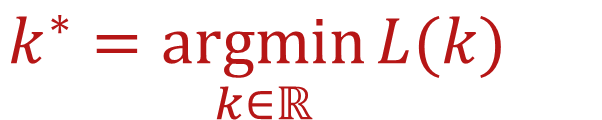 k* = argmin L(k)
k∈ℝ